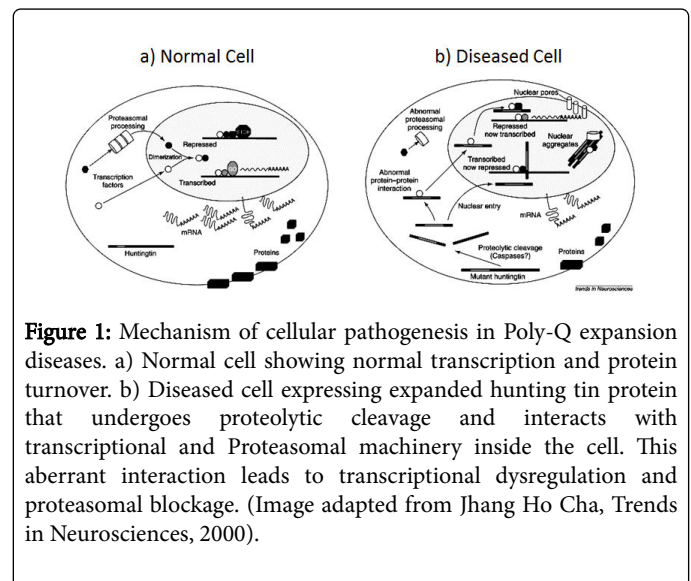 a) Normal Cell
b) Diseased Cell
Proteasomal
processing
Repressed
Dimerization
Transcription
factors
Transcribed
mRNA
Huntingtin
Proteins
Nuclear pores
Abnormal
proteasomal
processing
Repressed
now transcribed
Nuclear
aggregates
Abnormal
protein–protein
interaction
Transcribed
now repressed
Nuclear entry
mRNA
Proteolytic cleavage
(Caspases?)
Proteins
Mutant huntingtin
trends in Neurosciences
Figure 1: Mechanism of cellular pathogenesis in Poly-Q expansion
diseases. a) Normal cell showing normal transcription and protein
turnover. b) Diseased cell expressing expanded hunting tin protein
that undergoes proteolytic cleavage and interacts with
transcriptional and Proteasomal machinery inside the cell. This
aberrant interaction leads to transcriptional dysregulation and
proteasomal blockage. (Image adapted from Jhang Ho Cha, Trends
in Neurosciences, 2000).